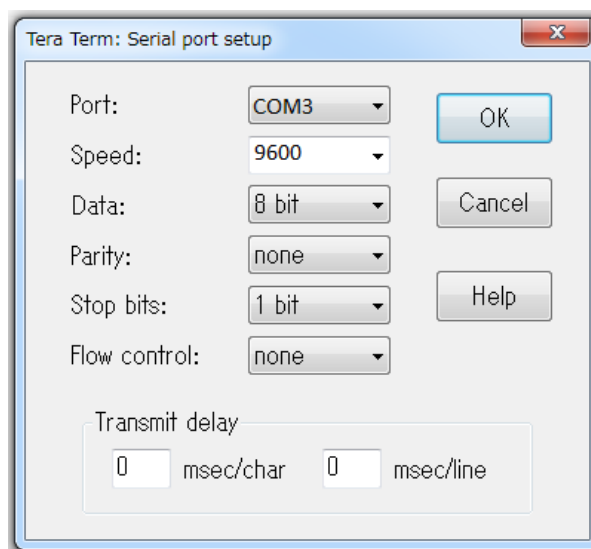 Tera Term: Serial port setup
Port: COM3 OK
Speed: 9600
Data: 8 bit Cancel
Parity: none
Stop bits: 1 bit Help
Flow control: none
Transmit delay
0 msec/char 0 msec/line